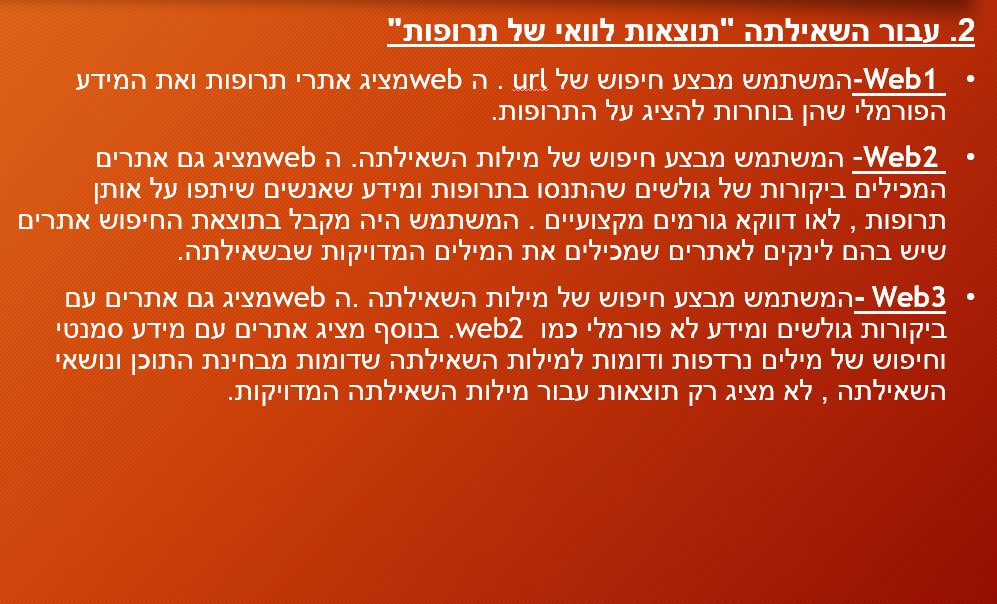 2. עבור השאילתה "תוצאות לוואי של תרופות"
• Web1-המשתמש מבצע חיפוש של url . ה webמציג אתרי תרופות ואת המידע
הפורמלי שהן בוחרות להציג על התרופות.
• Web2- המשתמש מבצע חיפוש של מילות השאילתה. ה webמציג גם אתרים
המכילים ביקורות של גולשים שהתנסו בתרופות ומידע שאנשים שיתפו על אותן
תרופות , לאו דווקא גורמים מקצועיים . המשתמש היה מקבל בתוצאת החיפוש אתרים
שיש בהם לינקים לאתרים שמכילים את המילים המדויקות שבשאילתה.
• Web3 -המשתמש מבצע חיפוש של מילות השאילתה .ה webמציג גם אתרים עם
ביקורות גולשים ומידע לא פורמלי כמו web2. בנוסף מציג אתרים עם מידע סמנטי
וחיפוש של מילים נרדפות ודומות למילות השאילתה שדומות מבחינת התוכן ונושאי
השאילתה , לא מציג רק תוצאות עבור מילות השאילתה המדויקות.